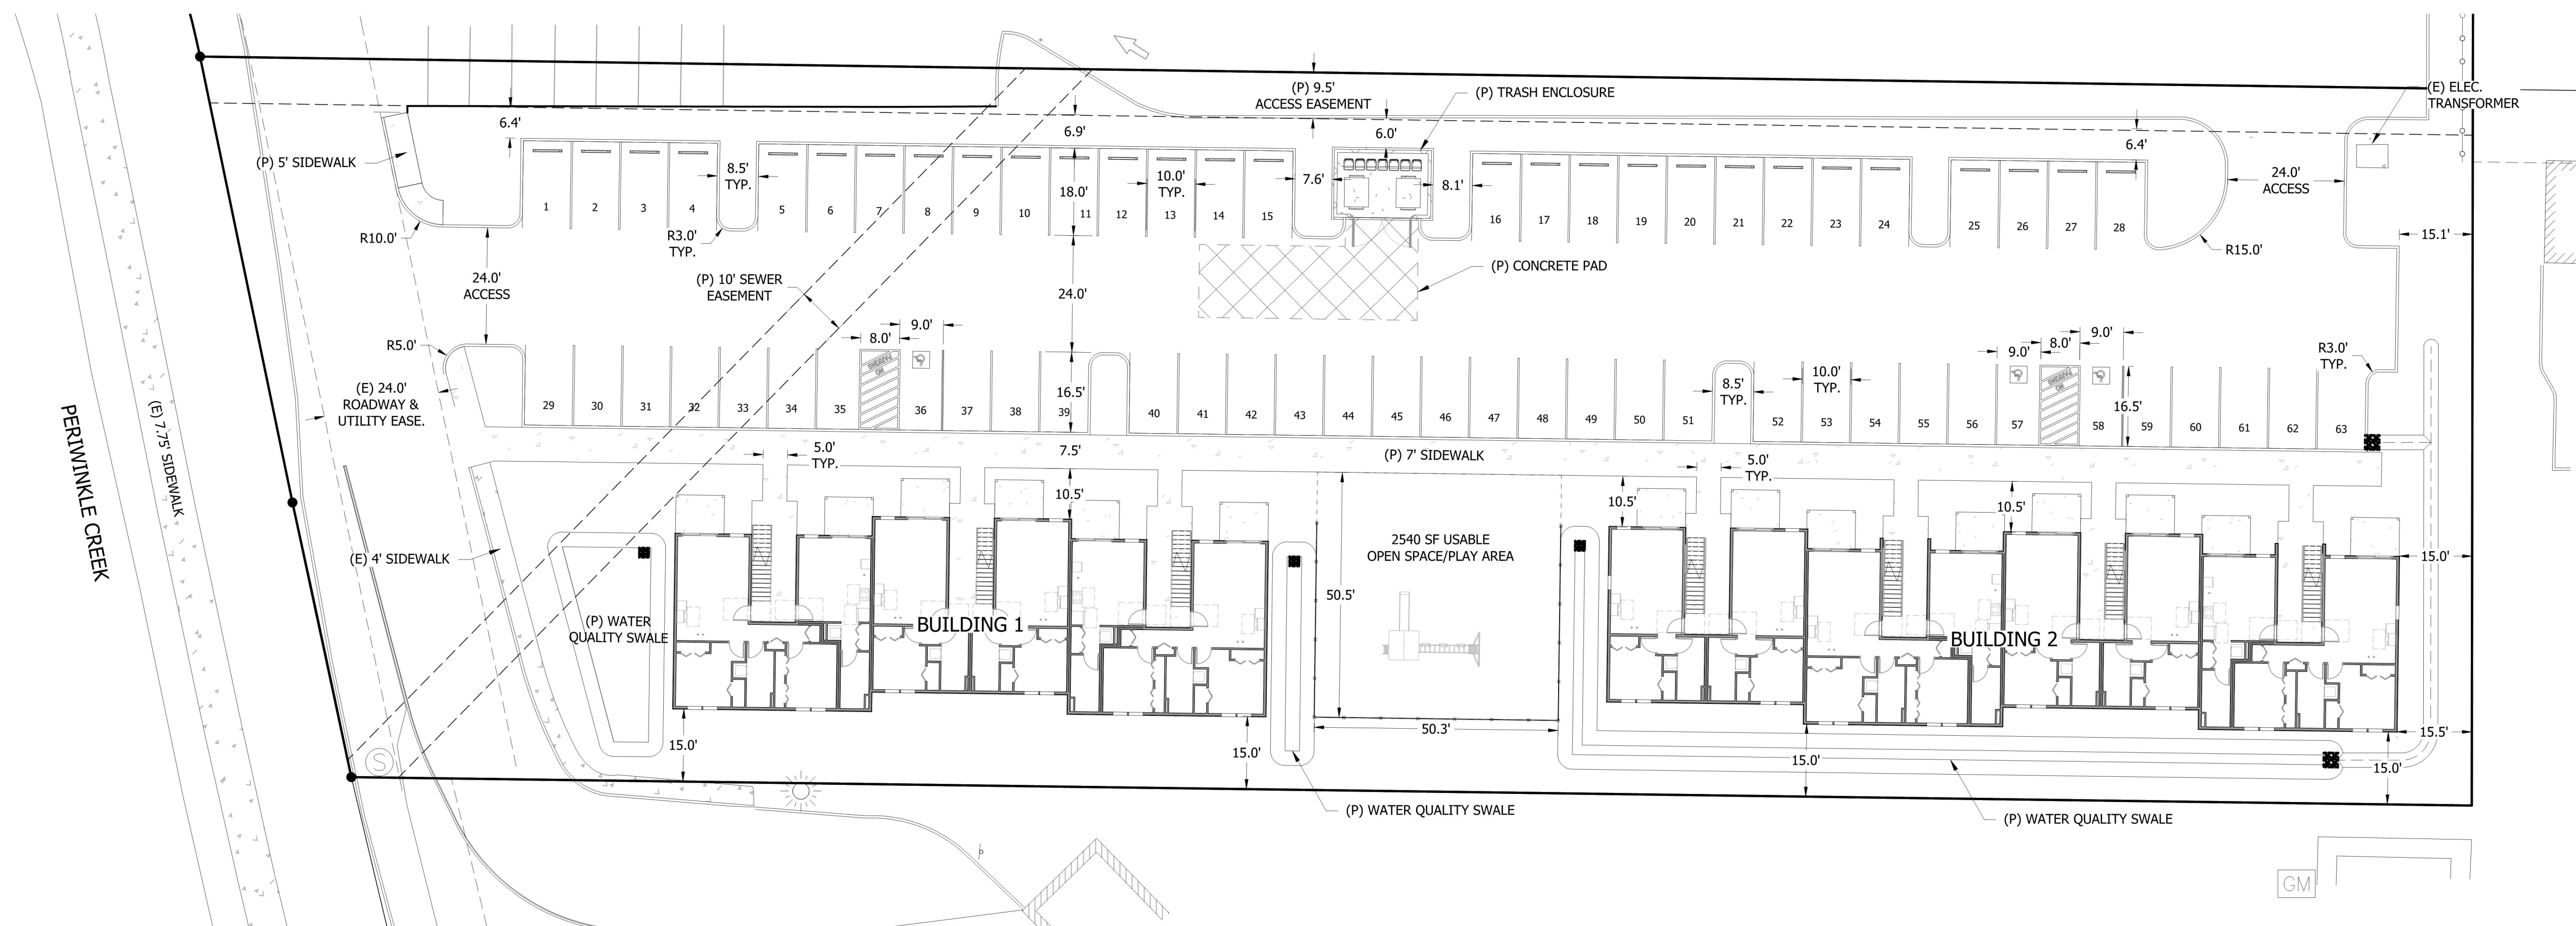 (P) 9.5'
ACCESS EASEMENT
(P) TRASH ENCLOSURE
(E) ELEC.
TRANSFORMER
6.4'
6.9'
6.0'
6.4'
(P) 5' SIDEWALK
8.5'
TYP.
18.0'
10.0'
TYP.
7.6'
8.1'
24.0'
ACCESS
1
2
3
4
5
6
7
8
9
10
11
12
13
14
15
16
17
18
19
20
21
22
23
24
25
26
27
28
R10.0'
R3.0'
TYP.
R15.0'
15.1'
24.0'
ACCESS
(P) 10' SEWER
EASEMENT
24.0'
(P) CONCRETE PAD
R5.0'
8.0'
9.0'
9.0'
8.0'
9.0'
R3.0'
TYP.
NO
PARKING
NO
PARKING
(E) 24.0'
ROADWAY &
UTILITY EASE.
16.5'
8.5'
TYP.
10.0'
TYP.
16.5'
29
30
31
32
33
34
35
36
37
38
39
40
41
42
43
44
45
46
47
48
49
50
51
52
53
54
55
56
57
58
59
60
61
62
63
PERIWINKLE CREEK
(E) 7.75' SIDEWALK
5.0'
TYP.
7.5'
(P) 7' SIDEWALK
5.0'
TYP.
10.5'
10.5'
10.5'
(E) 4' SIDEWALK
2540 SF USABLE
OPEN SPACE/PLAY AREA
15.0'
50.5'
(P) WATER
QUALITY SWALE
BUILDING 1
BUILDING 2
50.3'
15.0'
15.0'
15.0'
15.5'
15.0'
S
(P) WATER QUALITY SWALE
(P) WATER QUALITY SWALE
GM